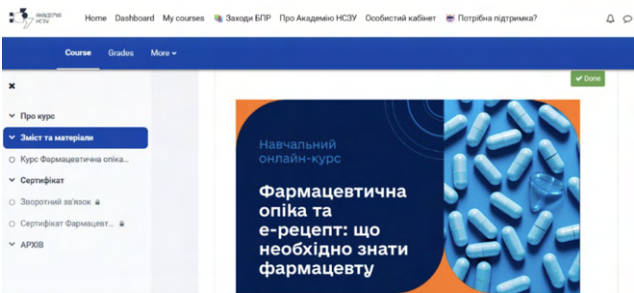 АКАДЕМІЯ
НСЗУ
Home Dashboard My courses Заходи БПР Про Академію НСЗУ Особистий кабінет Потрібна підтримка?
Course Grades More
Done
Про курс
Зміст та матеріали
Курс Фармацевтична опіка...
Сертифікат
Зворотний зв'язок
Сертифікат Фармацевт...
АРХІВ
Навчальний
онлайн-курс
Фармацевтична
опіка та
е-рецепт: що
необхідно знати
фармацевту